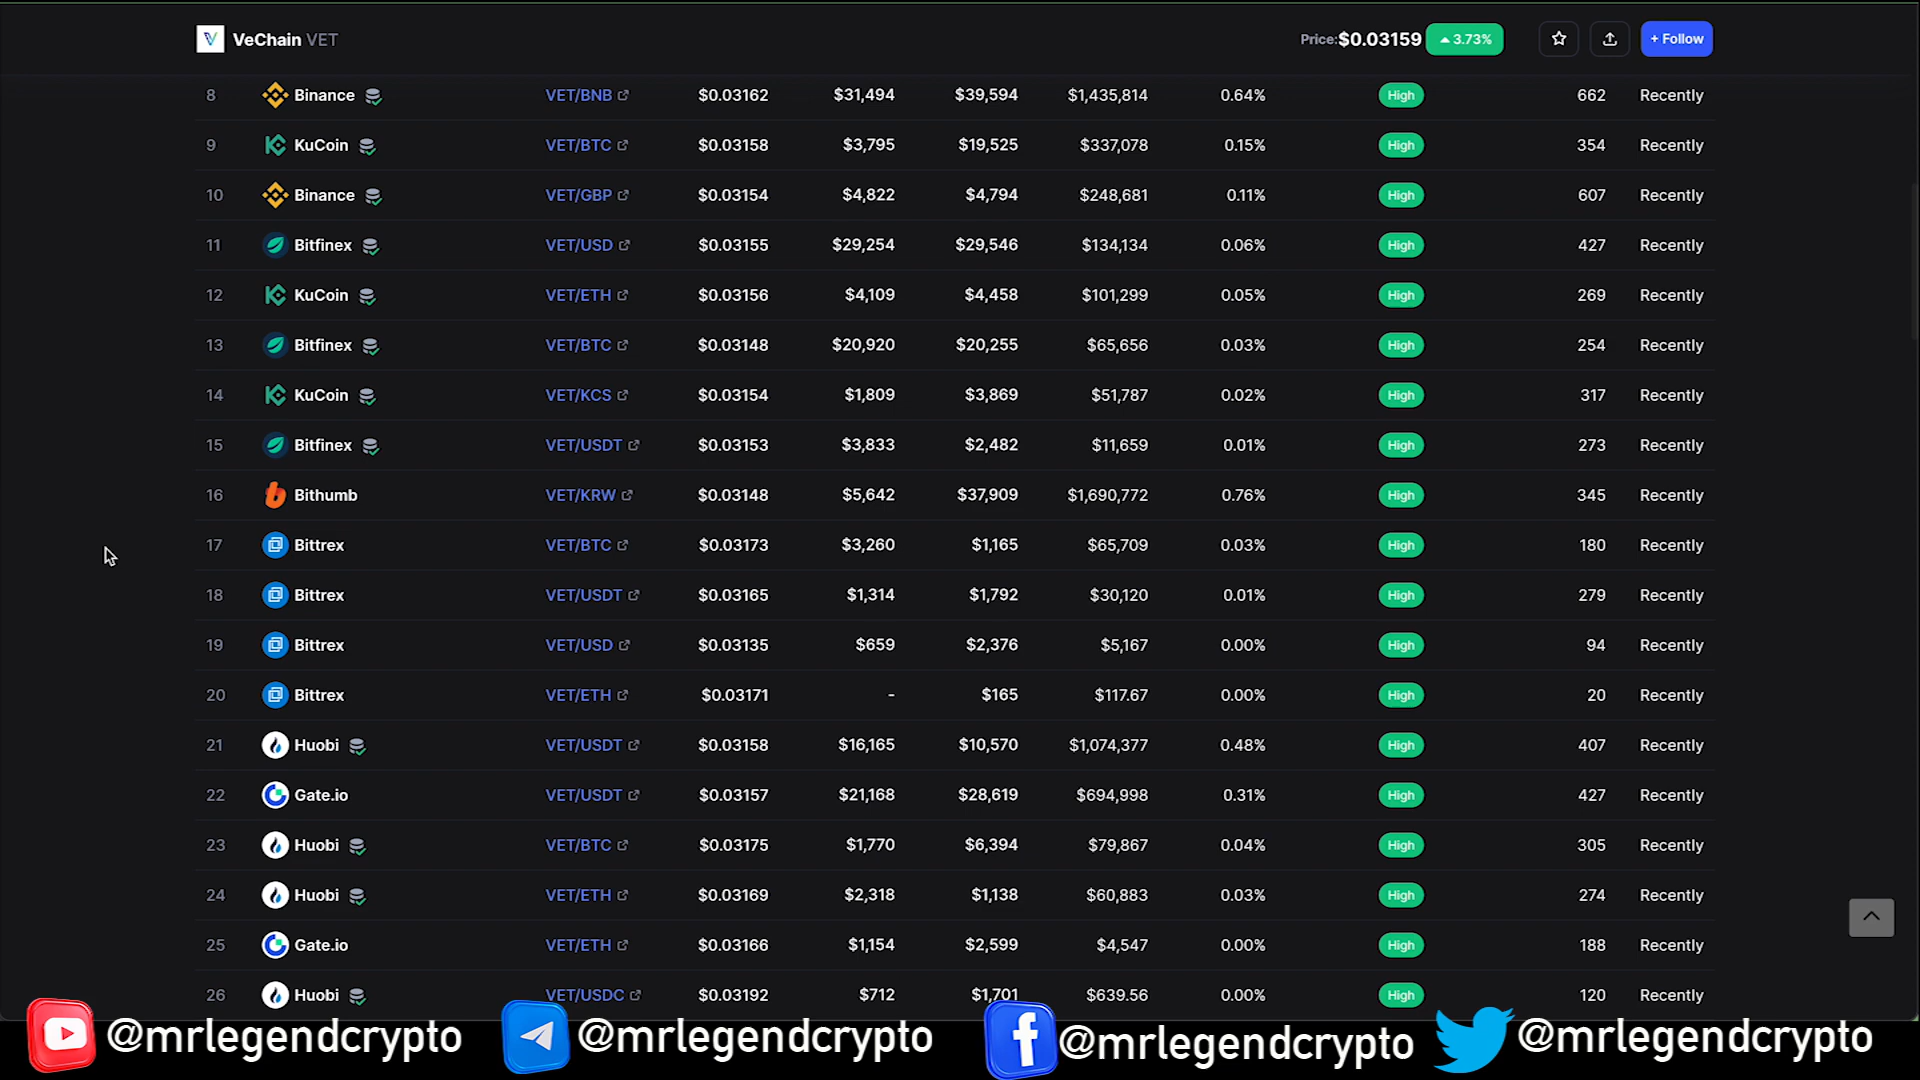 VeChain VET Price:$0.03159 3.73% + Follow
8 Binance VET/BNB $0.03162 $31,494 $39,594 $1,435,814 0.64% High 662 Recently
9 KuCoin VET/BTC $0.03158 $3,795 $19,525 $337,078 0.15% High 354 Recently
10 Binance VET/GBP $0.03154 $4,822 $4,794 $248,681 0.11% High 607 Recently
11 Bitfinex VET/USD $0.03155 $29,254 $29,546 $134,134 0.06% High 427 Recently
12 KuCoin VET/ETH $0.03156 $4,109 $4,458 $101,299 0.05% High 269 Recently
13 Bitfinex VET/BTC $0.03148 $20,920 $20,255 $65,656 0.03% High 254 Recently
14 KuCoin VET/KCS $0.03154 $1,809 $3,869 $51,787 0.02% High 317 Recently
15 Bitfinex VET/USDT $0.03153 $3,833 $2,482 $11,659 0.01% High 273 Recently
16 Bithumb VET/KRW $0.03148 $5,642 $37,909 $1,690,772 0.76% High 345 Recently
17 Bittrex VET/BTC $0.03173 $3,260 $1,165 $65,709 0.03% High 180 Recently
18 Bittrex VET/USDT $0.03165 $1,314 $1,792 $30,120 0.01% High 279 Recently
19 Bittrex VET/USD $0.03135 $659 $2,376 $5,167 0.00% High 94 Recently
20 Bittrex VET/ETH $0.03171 - $165 $117.67 0.00% High 20 Recently
21 Huobi VET/USDT $0.03158 $16,165 $10,570 $1,074,377 0.48% High 407 Recently
22 Gate.io VET/USDT $0.03157 $21,168 $28,619 $694,998 0.31% High 427 Recently
23 Huobi VET/BTC $0.03175 $1,770 $6,394 $79,867 0.04% High 305 Recently
24 Huobi VET/ETH $0.03169 $2,318 $1,138 $60,883 0.03% High 274 Recently
25 Gate.io VET/ETH $0.03166 $1,154 $2,599 $4,547 0.00% High 188 Recently
26 Huobi VET/USDC $0.03192 $712 $1,701 $639.56 0.00% High 120 Recently
@mrlegendcrypto @mrlegendcrypto @mrlegendcrypto @mrlegendcrypto